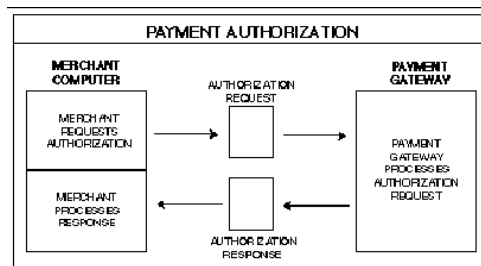 PAYMENT AUTHORIZATION
MERCHANT
COMPUTER
PAYMENT
GATEWAY
AUTHORIZATION
REQUEST
MERCHANT
REQUESTS
AUTHORIZATION
PAYMENT
GATEWAY
PROCESSES
AUTHORIZATION
REQUEST
MERCHANT
PROCESSES
RESPONSE
AUTHORIZATION
RESPONSE